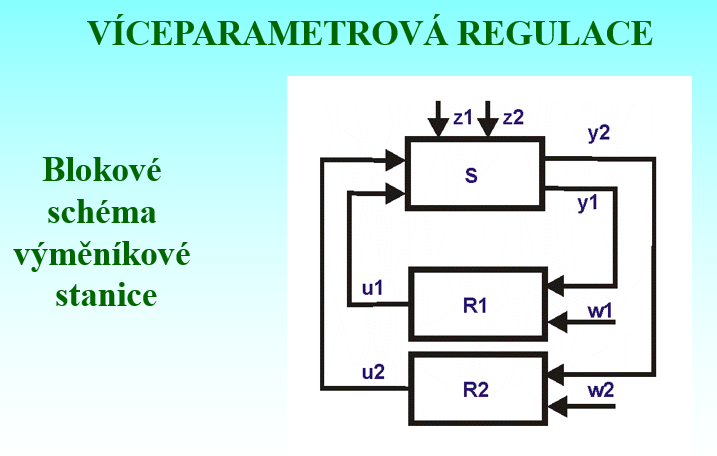 VÍCEPARAMETROVÁ REGULACE
Blokové
schéma
výměníkové
stanice
z1 z2
y2
S
y1
u1
R1
w1
u2
R2
w2